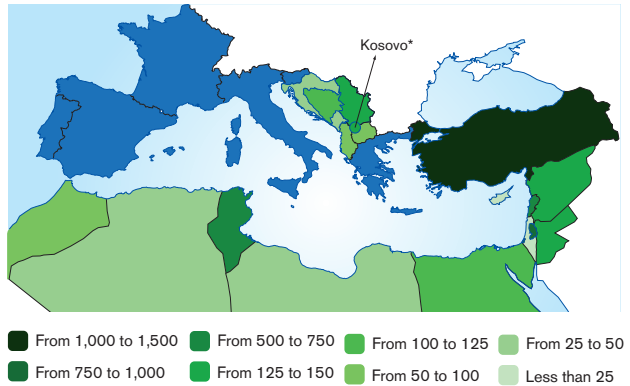 Kosovo*
From 1,000 to 1,500
From 500 to 750
From 100 to 125
From 25 to 50
From 750 to 1,000
From 125 to 150
From 50 to 100
Less than 25